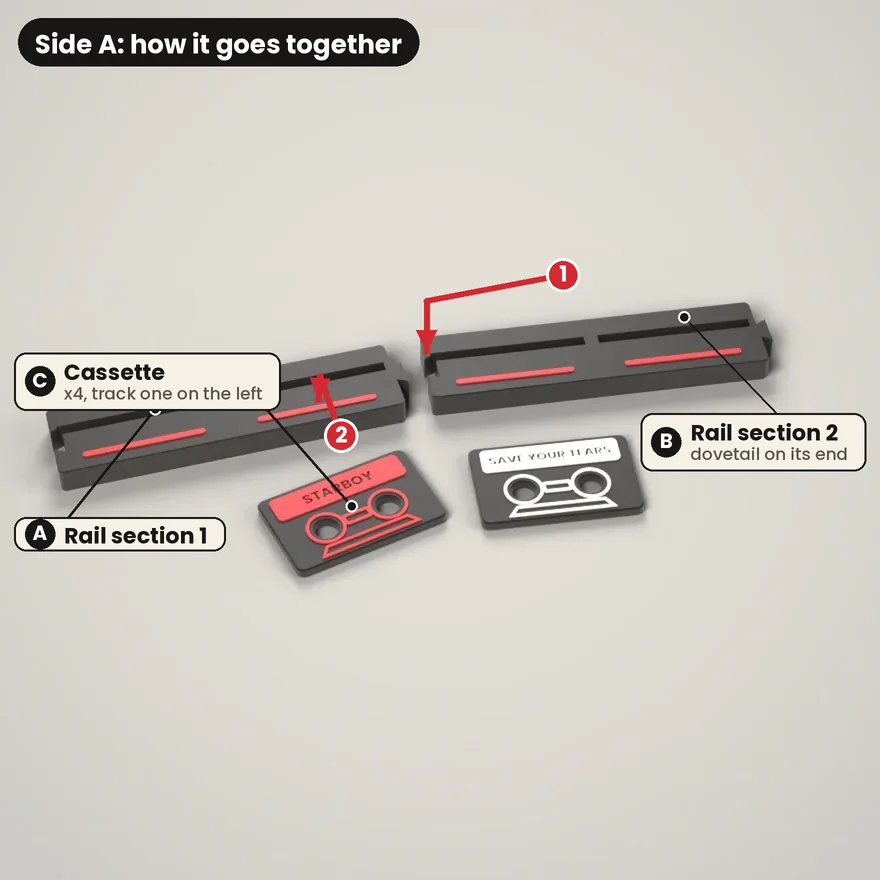 Side A: how it goes together
1
C Cassette
x4, track one on the left
2
B Rail section 2
dovetail on its end
STARBOY
SAVE YOUR TEARS
A Rail section 1